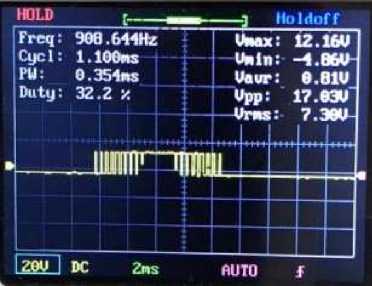 HOLD Holdoff
Freq: 908.644Hz Vmax: 12.16V
Cycl: 1.100ms Vmin: -4.86V
PW: 0.354ms Vavr: 0.81V
Duty: 32.2 % Vpp: 17.03V
Vrms: 7.30V
20V DC 2ms AUTO